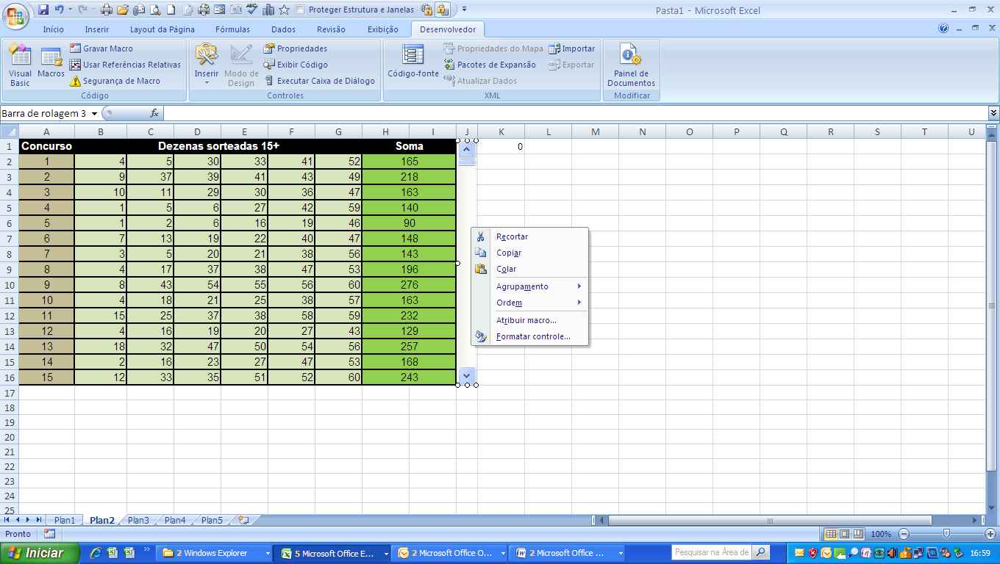 Proteger Estrutura e Janelas
Pasta1 - Microsoft Excel
Início Inserir Layout da Página Fórmulas Dados Revisão Exibição Desenvolvedor
Visual Basic
Macros
Gravar Macro
Usar Referências Relativas
Segurança de Macro
Código
Inserir
Modo de Design
Propriedades
Exibir Código
Executar Caixa de Diálogo
Controles
Código-fonte
Propriedades do Mapa
Pacotes de Expansão
Atualizar Dados
Importar
Exportar
XML
Painel de Documentos
Modificar
Barra de rolagem 3 fx
A B C D E F G H I J K L M N O P Q R S T U
1 Concurso Dezenas sorteadas 15+ Soma 0
2 1 4 5 30 33 41 52 165
3 2 9 37 39 41 43 49 218
4 3 10 11 29 30 36 47 163
5 4 1 5 6 27 42 59 140
6 5 1 2 6 16 19 46 90
7 6 7 13 19 22 40 47 148
8 7 3 5 20 21 38 56 143
9 8 4 17 37 38 47 53 196
10 9 8 43 54 55 56 60 276
11 10 4 18 21 25 38 57 163
12 11 15 25 37 38 58 59 232
13 12 4 16 19 20 27 43 129
14 13 18 32 47 50 54 56 257
15 14 2 16 23 27 47 53 168
16 15 12 33 35 51 52 60 243
17
18
19
20
21
22
23
24
25
Recortar
Copiar
Colar
Agrupamento
Ordem
Atribuir macro...
Formatar controle...
Plan1 Plan2 Plan3 Plan4 Plan5
Pronto 100%
Iniciar 2 Windows Explorer 5 Microsoft Office E... 2 Microsoft Office O... 2 Microsoft Office ... Pesquisar na Área de 16:59